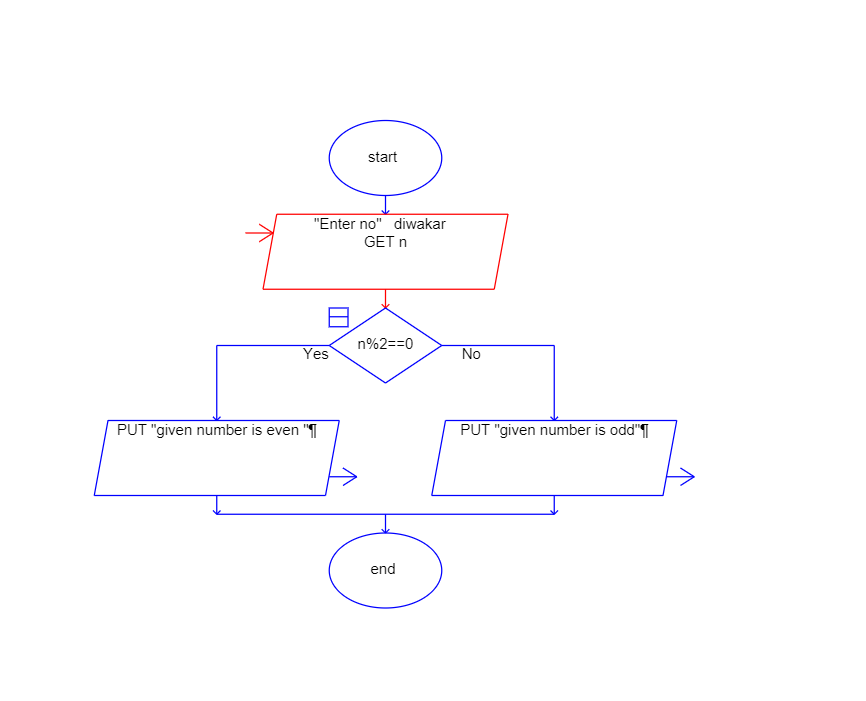 start
"Enter no"   diwakar
GET n
n%2==0
Yes
No
PUT "given number is even "¶
PUT "given number is odd"¶
end